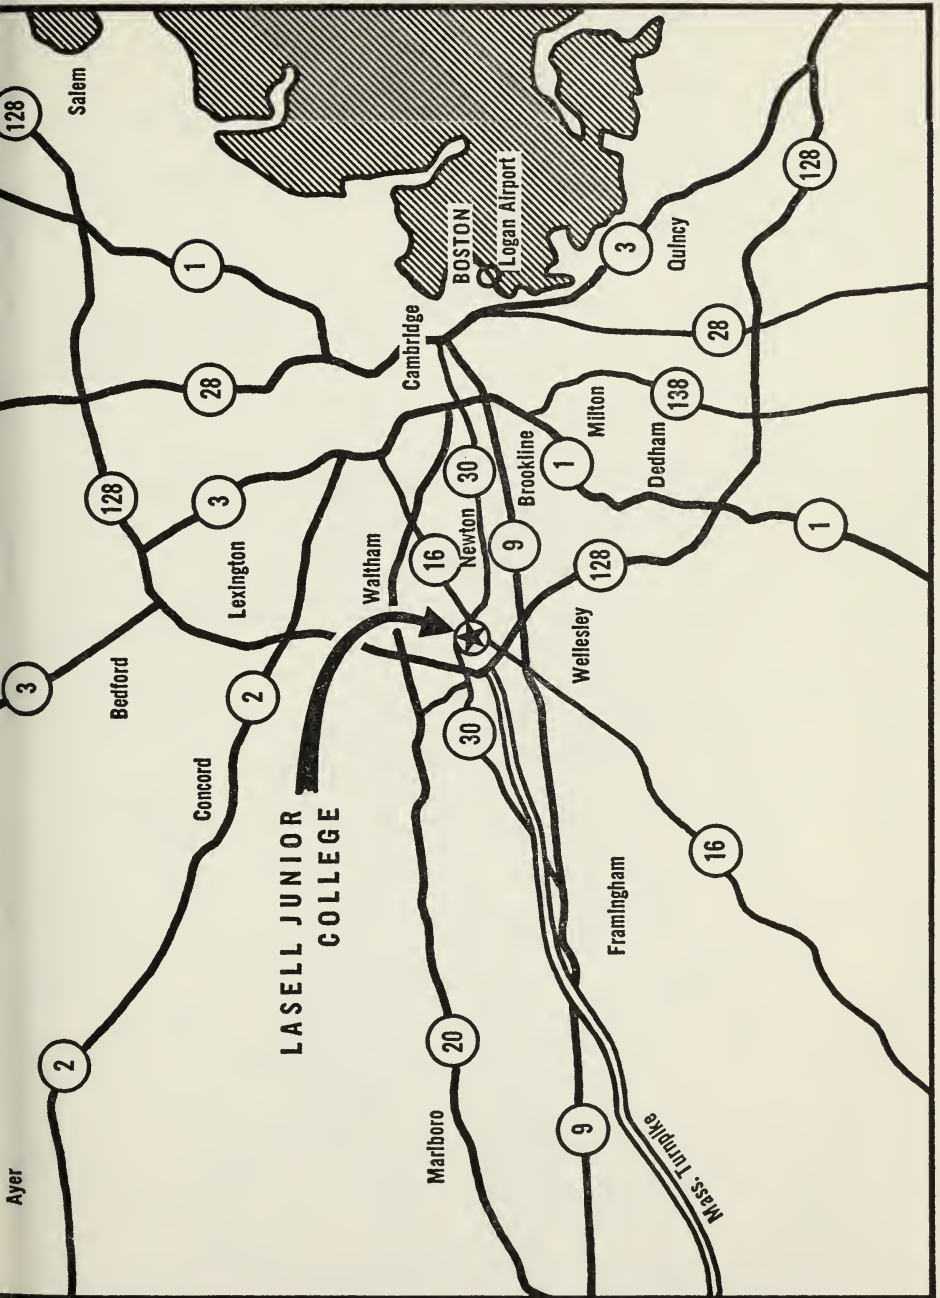 Ayer
3
128
2
Salem
Bedford
128
Concord
28
1
3
Lexington
2
LASELL JUNIOR
COLLEGE
Waltham
Cambridge
Marlboro
16
20
BOSTON
Newton
30
30
Logan Airport
9
Brookline
1
9
Wellesley
Milton
128
Framingham
3
Dedham
138
Quincy
Mass. Turnpike
16
28
128
1